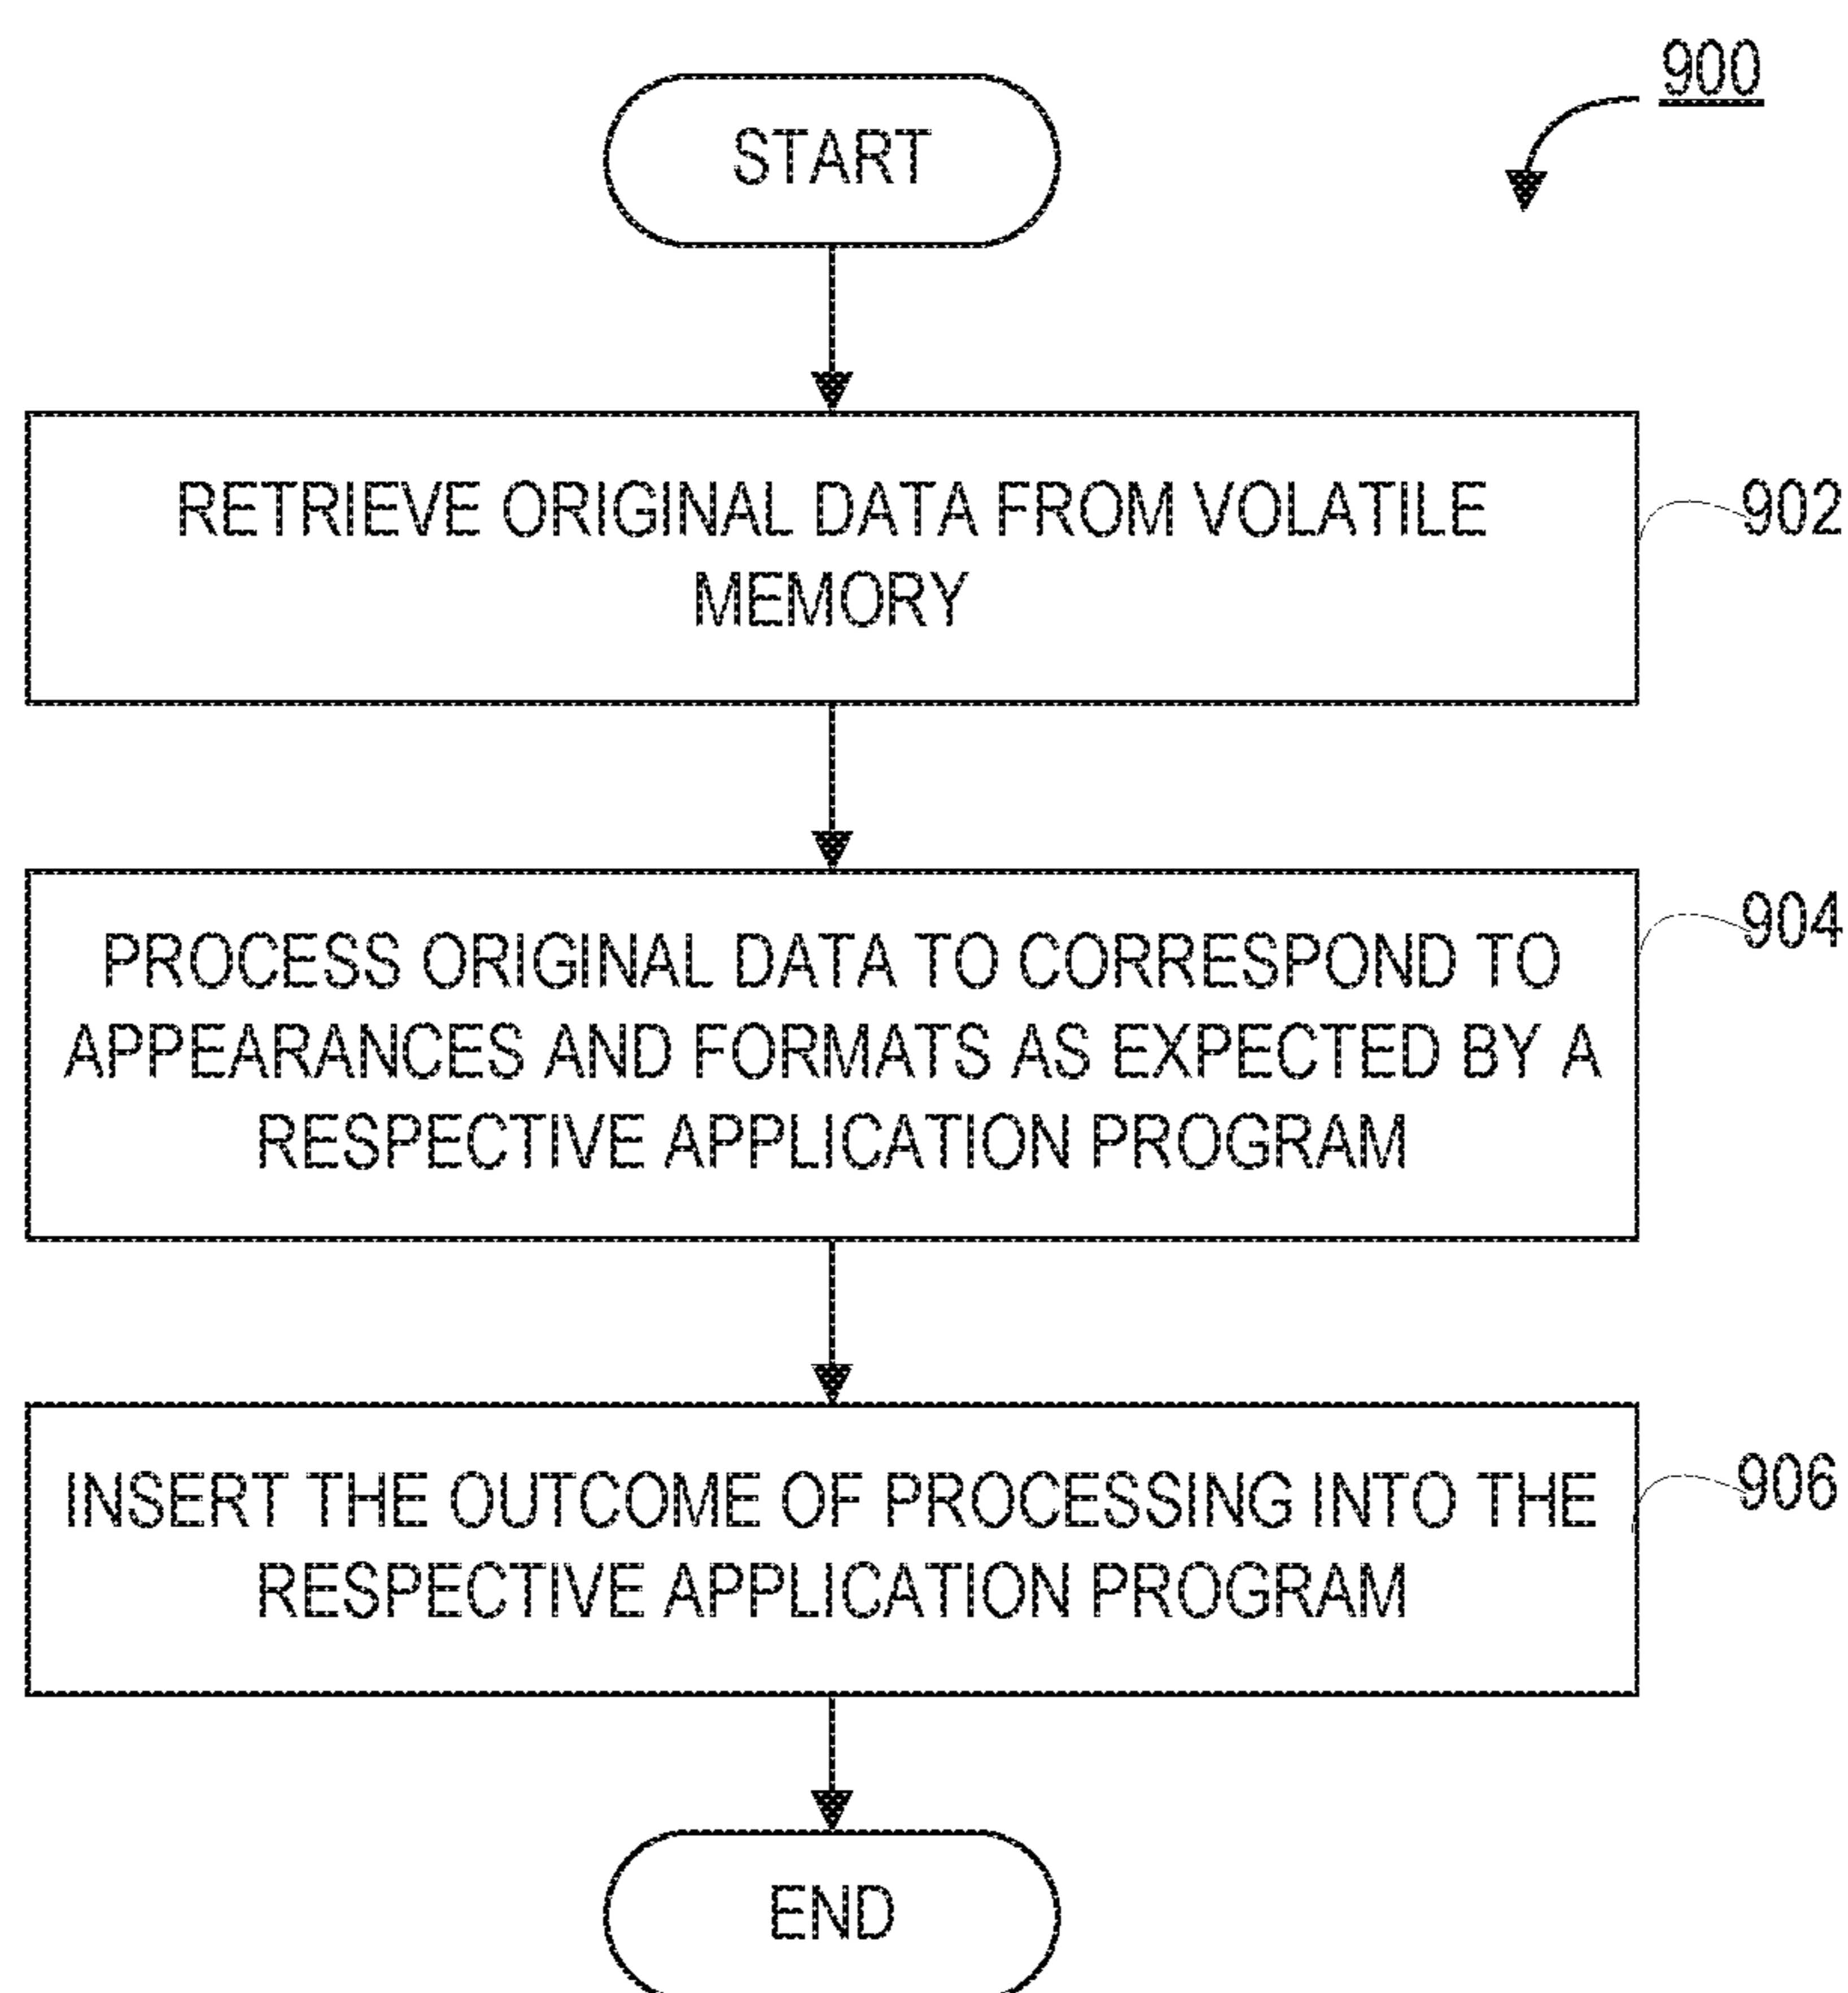 900
START
RETRIEVE ORIGINAL DATA FROM VOLATILE
MEMORY
902
PROCESS ORIGINAL DATA TO CORRESPOND TO
APPEARANCES AND FORMATS AS EXPECTED BY A
RESPECTIVE APPLICATION PROGRAM
904
INSERT THE OUTCOME OF PROCESSING INTO THE
RESPECTIVE APPLICATION PROGRAM
906
END